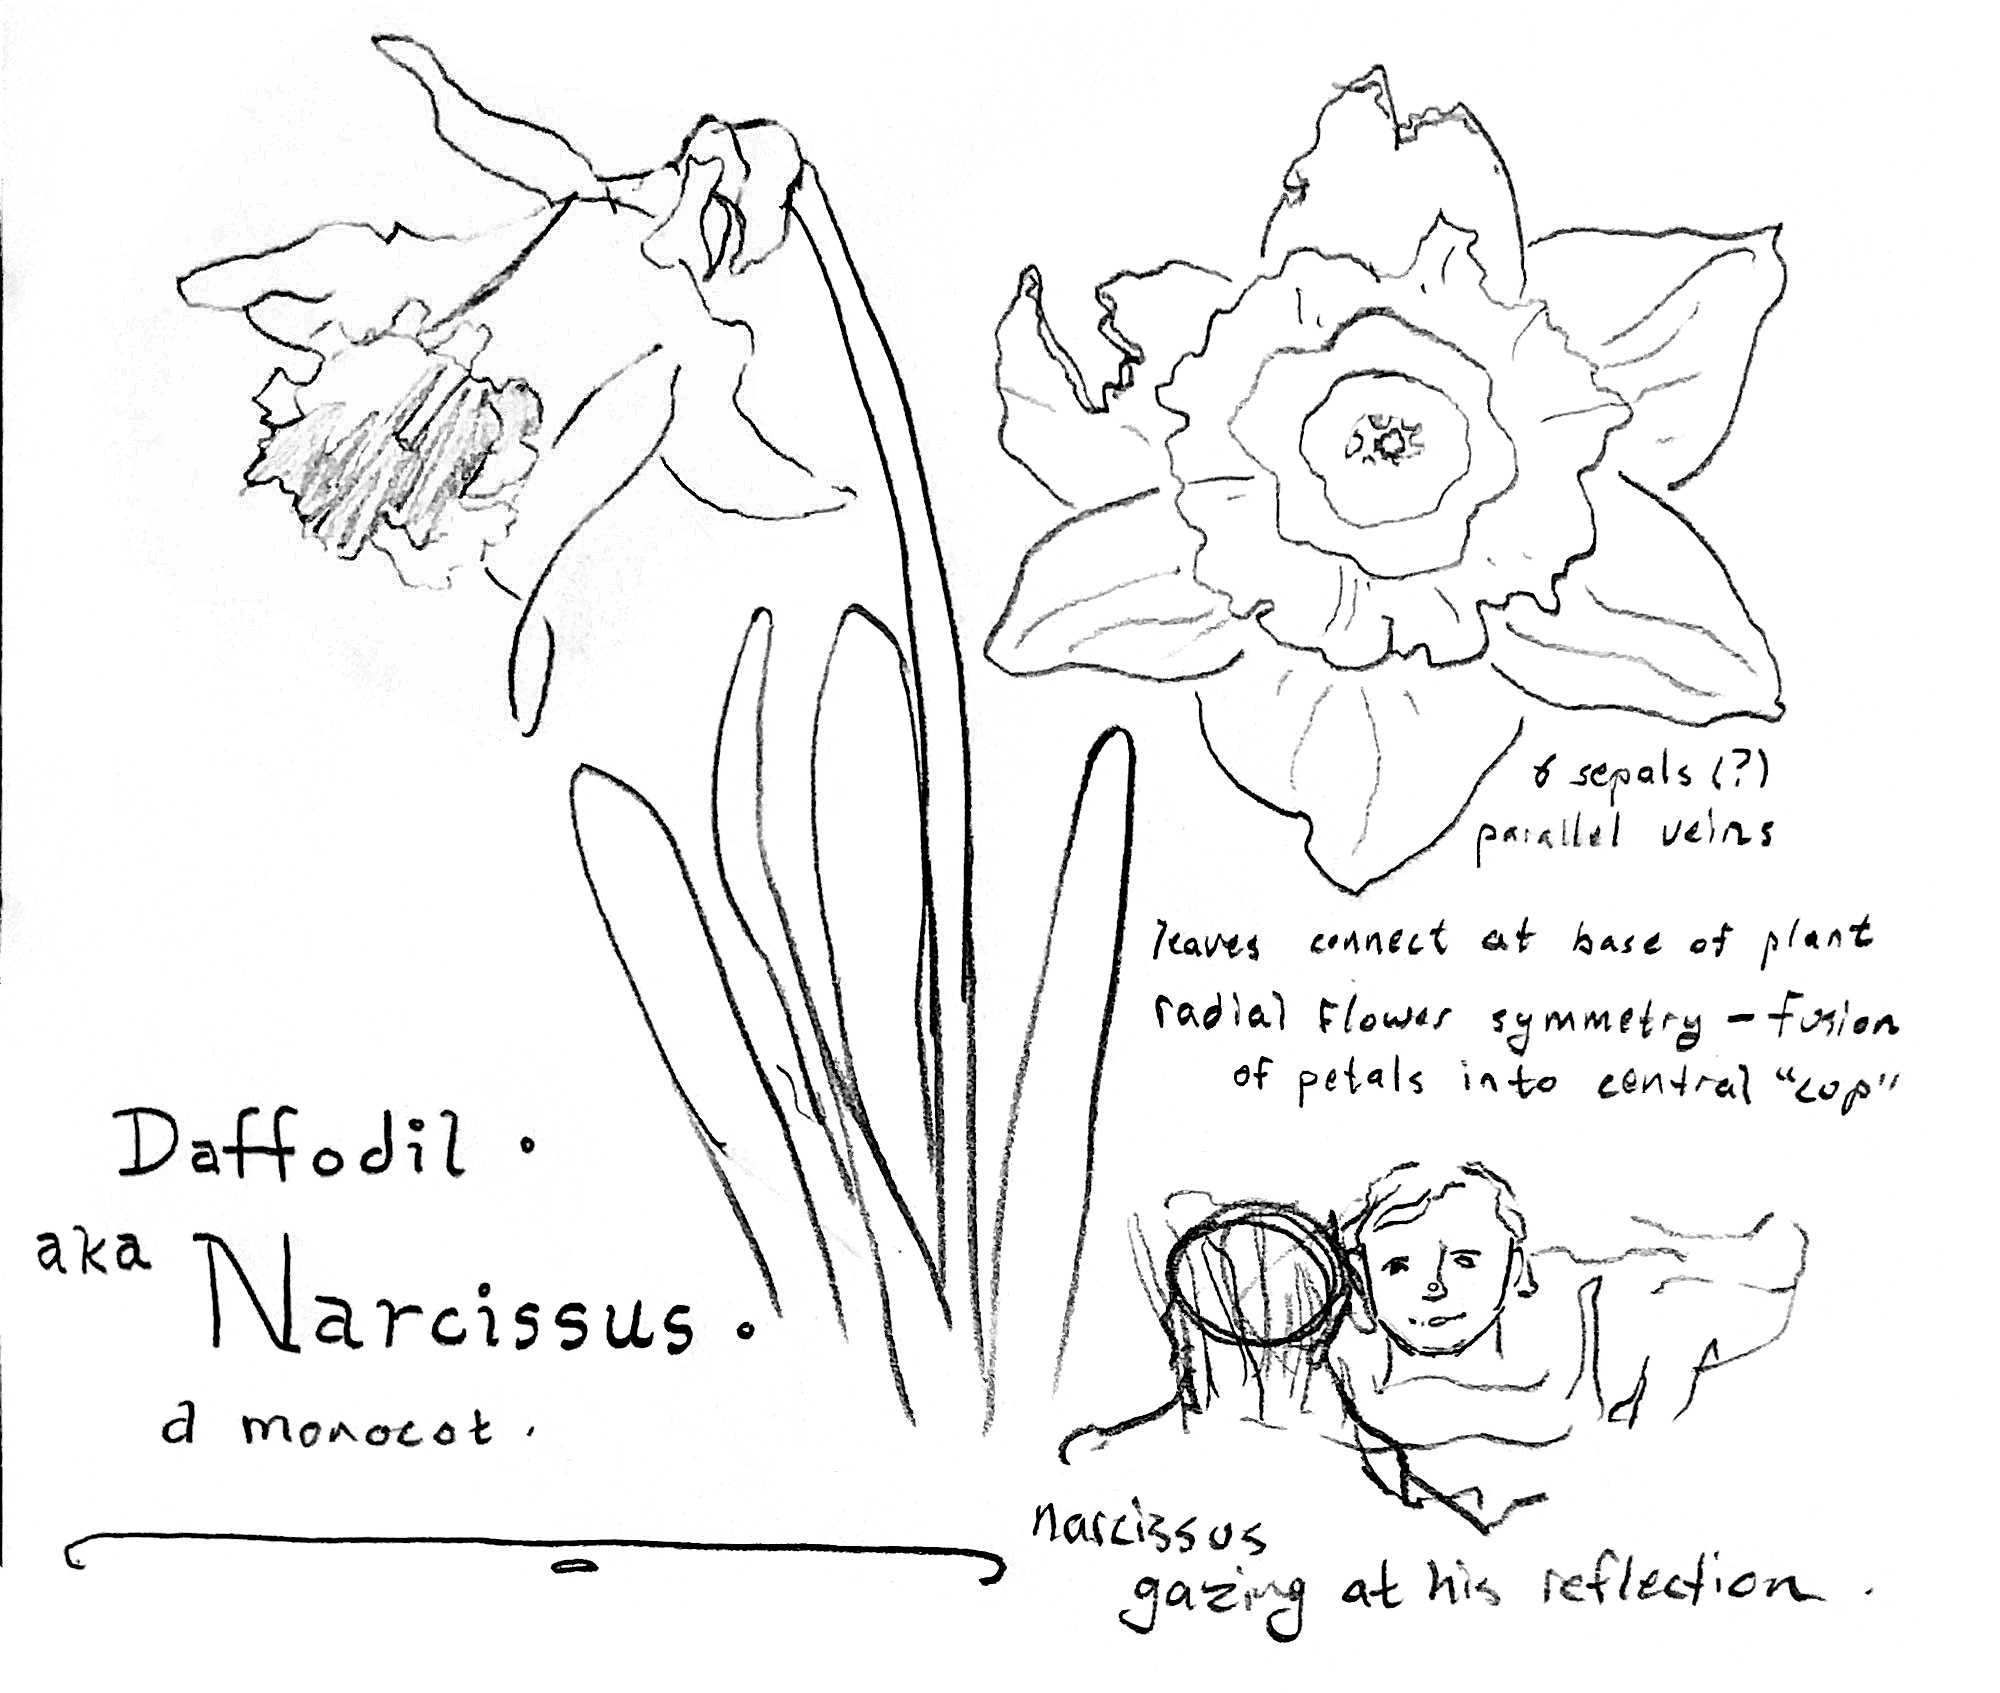 6 sepals (?)
parallel veins
leaves connect at base of plant
radial flower symmetry - fusion
of petals into central "cup"
Daffodil.
aka Narcissus.
a monocot.
narcissus
gazing at his reflection.